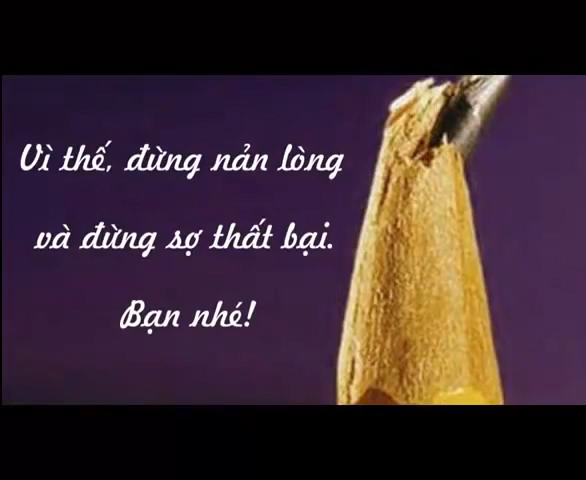 Vì thế, đừng nản lòng
và đừng sợ thất bại.
Bạn nhé!